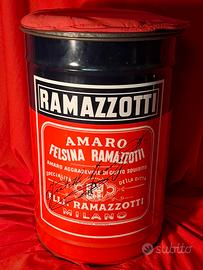 RAMAZZOTTI
AMARO
FELSINA RAMAZZOTTI
AMARO AGGRADEVOLE DI GUSTO SQUISITO
SPECIALITÀ DELLA DITTA
F.LLI RAMAZZOTTI
MILANO
subito